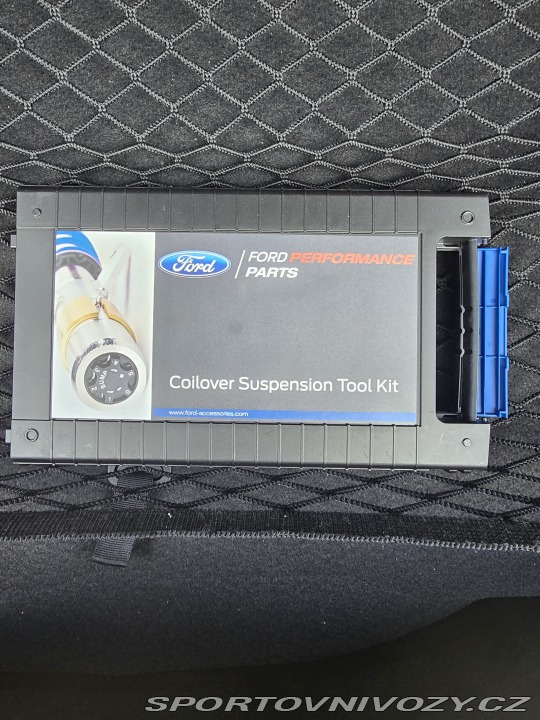 Ford
FORD PERFORMANCE
PARTS
Coilover Suspension Tool Kit
www.ford-accessories.com
SPORTOVNIVOZY.CZ